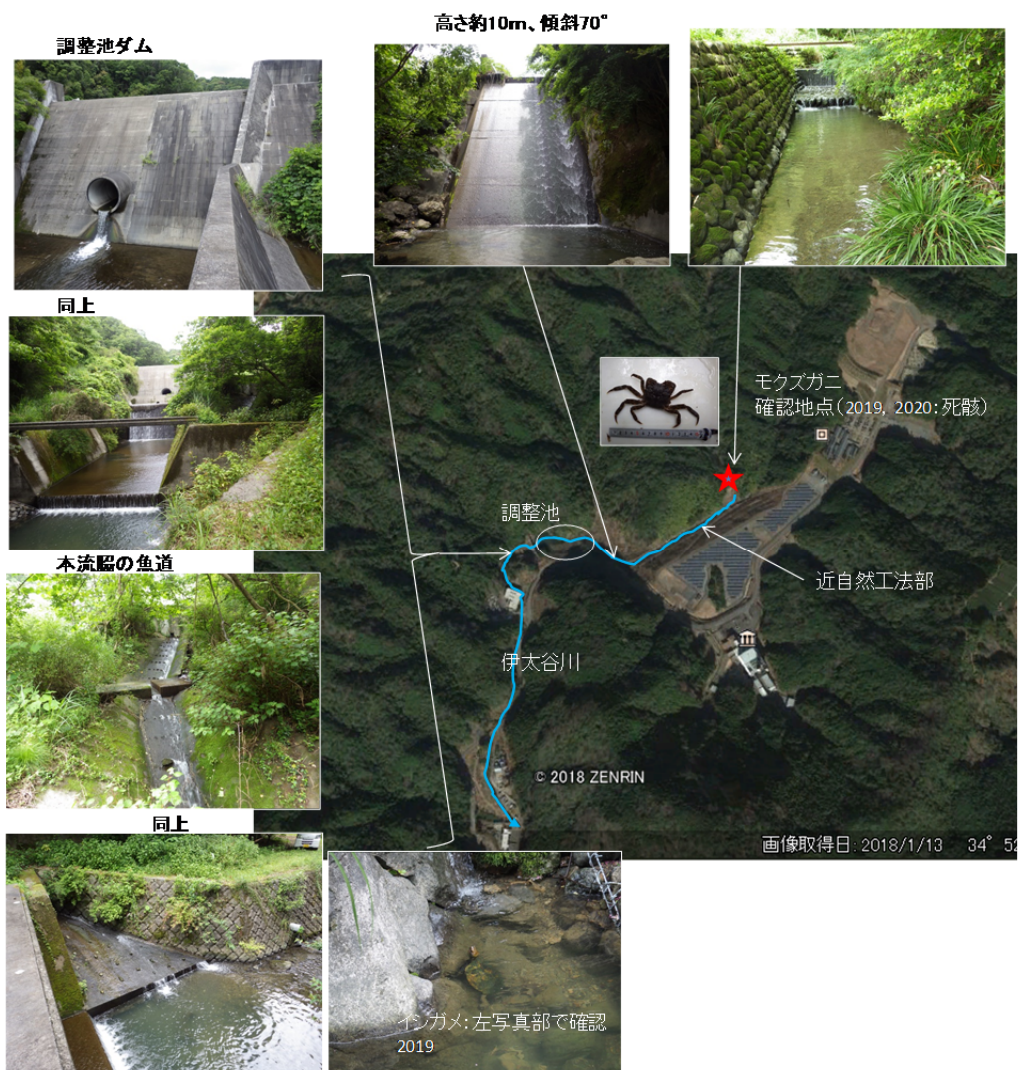 高さ約10m、傾斜70°
調整池ダム
同上
モクズガニ
確認地点(2019, 2020:死骸)
調整池
本流脇の魚道
近自然工法部
伊太谷川
© 2018 ZENRIN
同上
画像取得日: 2018/1/13 34° 52
イシガメ:左写真部で確認
2019